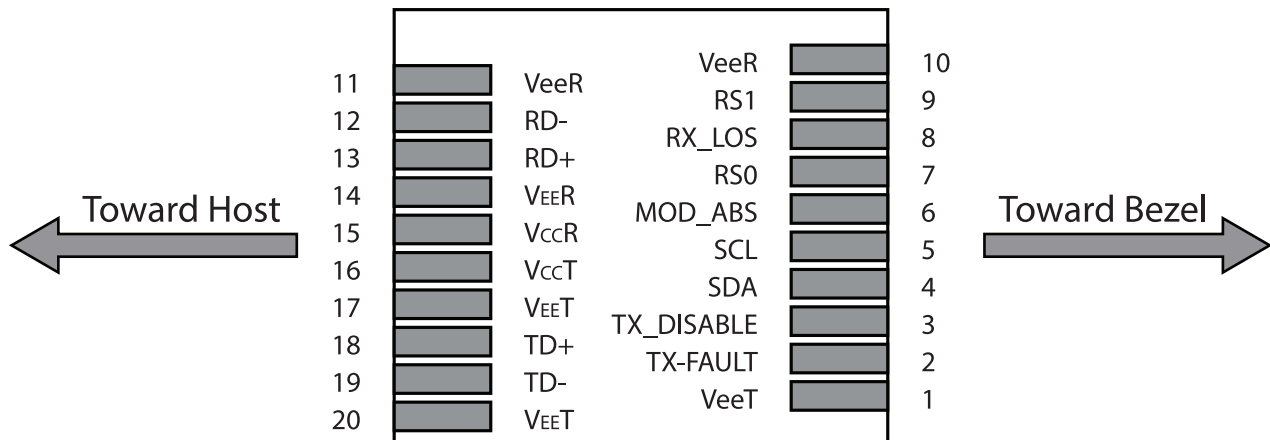 VeeR 10
11 VeeR
RS1 9
12 RD-
RX_LOS 8
13 RD+
RS0 7
14 VEER
MOD_ABS 6
Toward Host
Toward Bezel
15 VCCR
SCL 5
16 VCCT
SDA 4
17 VEET
TX_DISABLE 3
18 TD+
TX-FAULT 2
19 TD-
VeeT 1
20 VEET